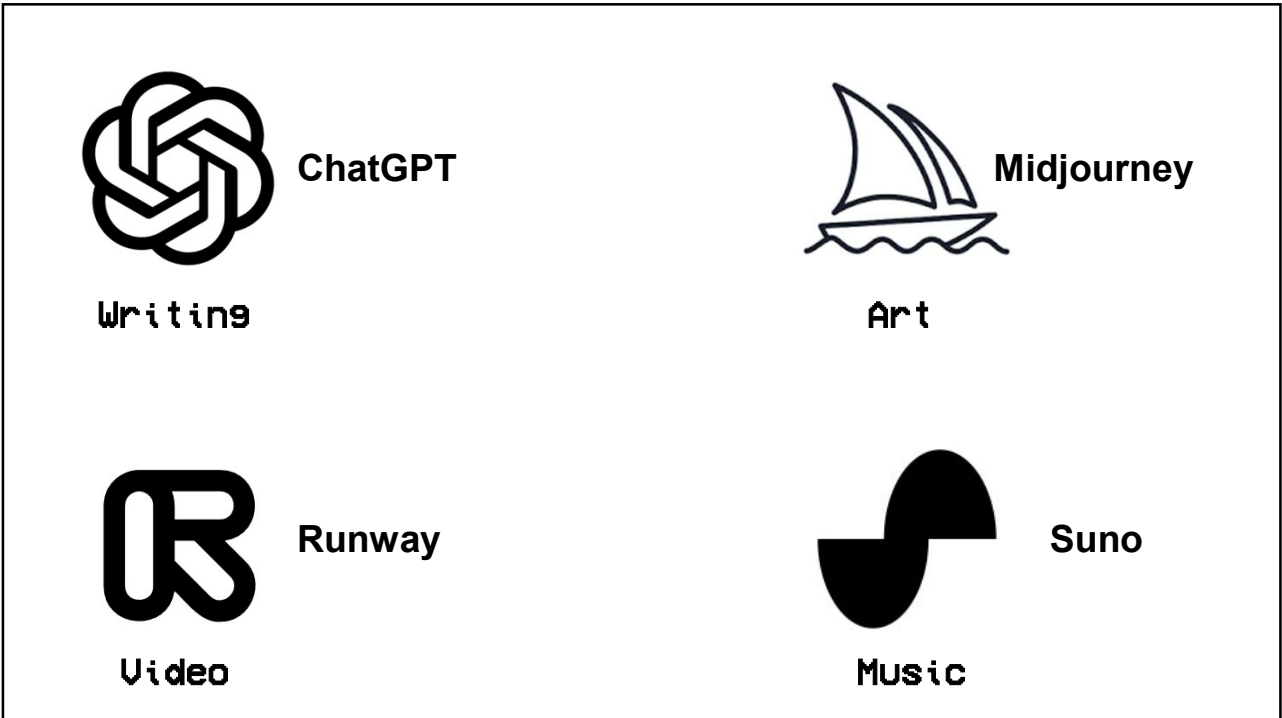 ChatGPT
Midjourney
Writing
Art
Runway
Suno
Video
Music